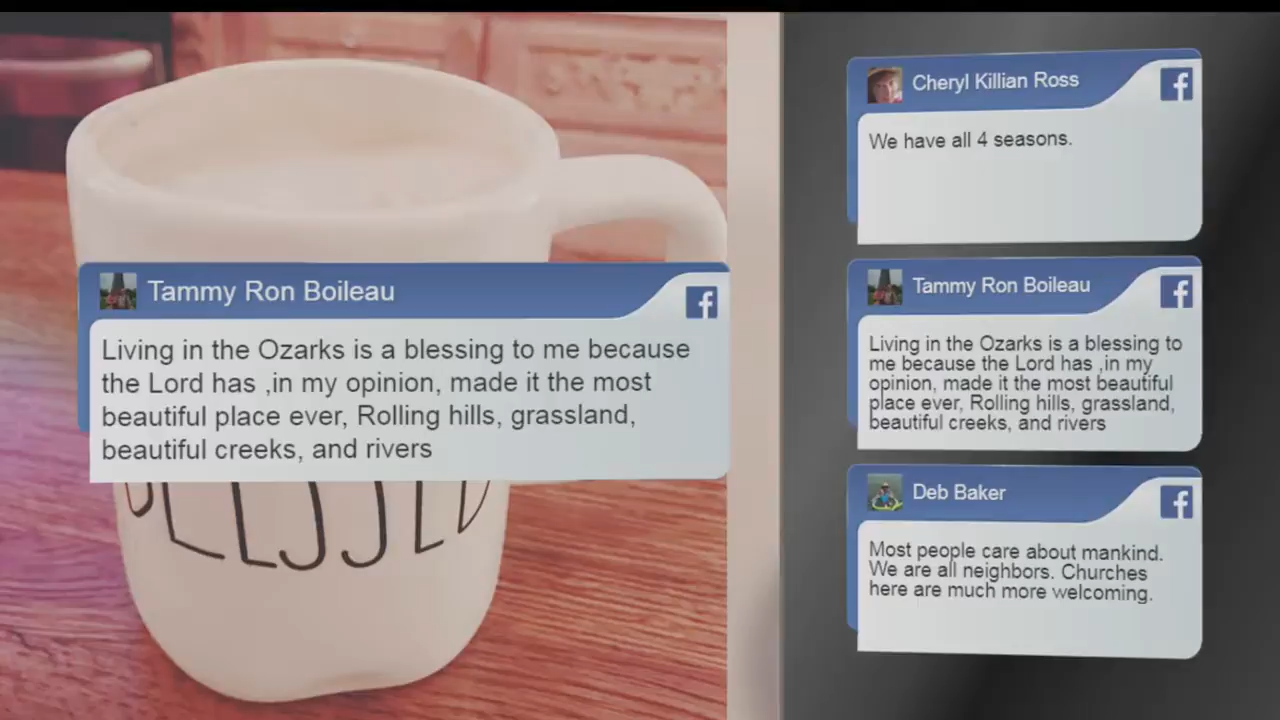 Tammy Ron Boileau
Living in the Ozarks is a blessing to me because
the Lord has ,in my opinion, made it the most
beautiful place ever, Rolling hills, grassland,
beautiful creeks, and rivers
Cheryl Killian Ross
We have all 4 seasons.
Tammy Ron Boileau
Living in the Ozarks is a blessing to
me because the Lord has ,in my
opinion, made it the most beautiful
place ever, Rolling hills, grassland,
beautiful creeks, and rivers
Deb Baker
Most people care about mankind.
We are all neighbors. Churches
here are much more welcoming.